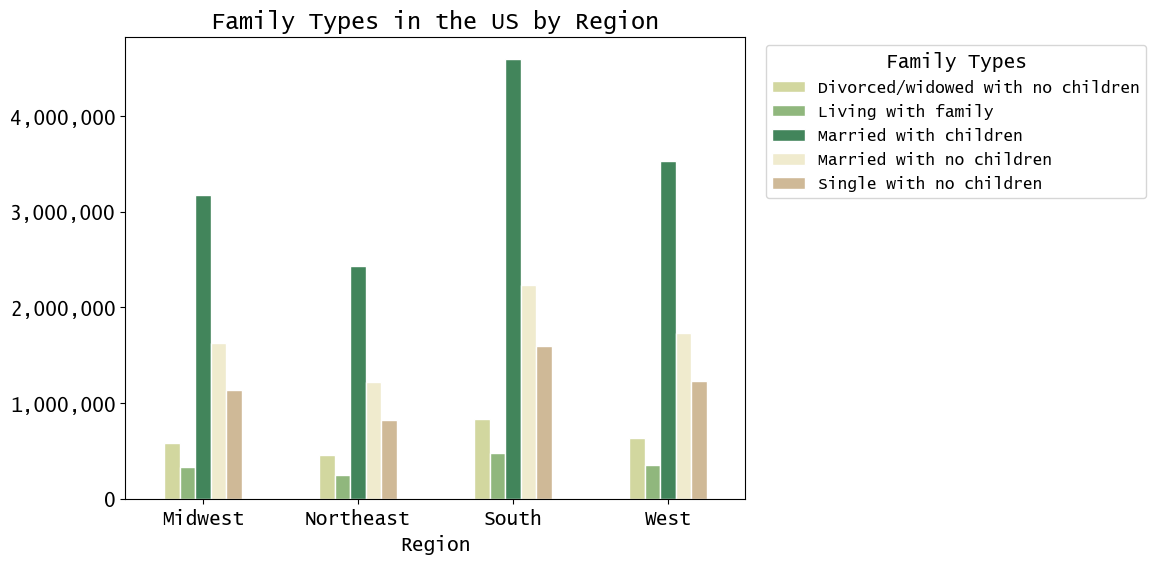 Family Types in the US by Region
4,000,000
3,000,000
2,000,000
1,000,000
0
Midwest Northeast South West
Region
Family Types
Divorced/widowed with no children
Living with family
Married with children
Married with no children
Single with no children